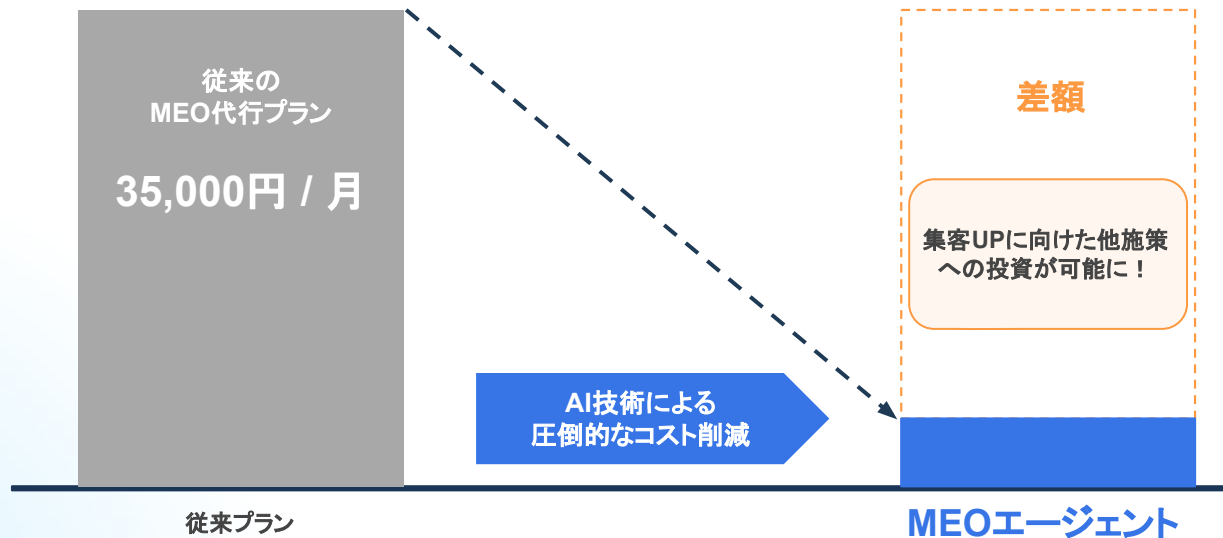 従来の
MEO代行プラン
35,000円 / 月
差額
集客UPに向けた他施策
への投資が可能に！
AI技術による
圧倒的なコスト削減
従来プラン
MEOエージェント